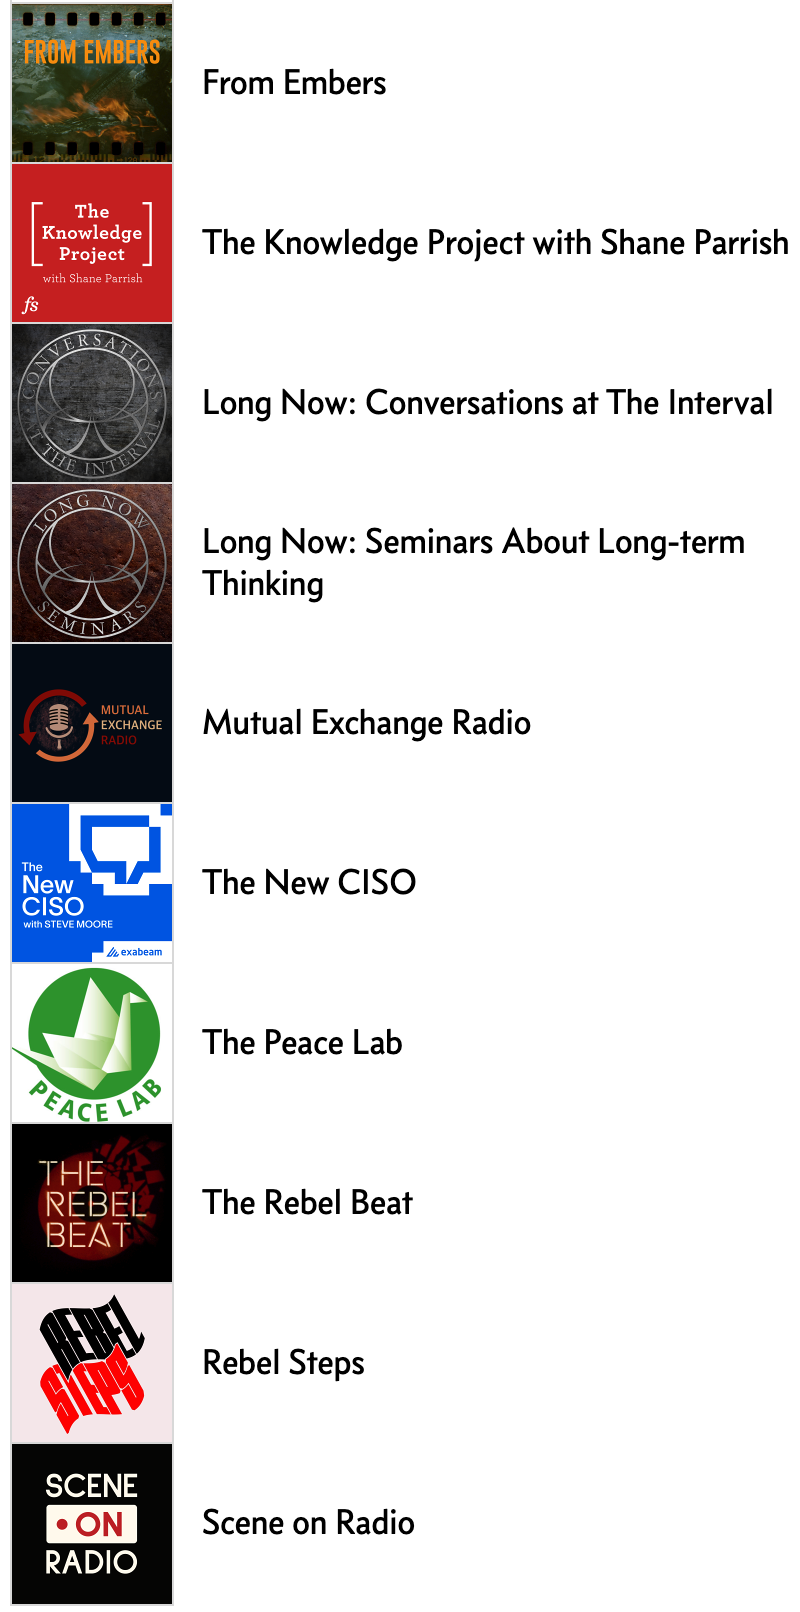 FROM EMBERS
From Embers
The
Knowledge
Project
with Shane Parrish
fs
The Knowledge Project with Shane Parrish
CONVERSATIONS
AT THE INTERVAL
Long Now: Conversations at The Interval
LONG NOW
SEMINARS
Long Now: Seminars About Long-term
Thinking
MUTUAL
EXCHANGE
RADIO
Mutual Exchange Radio
The
New
CISO
with STEVE MOORE
exabeam
The New CISO
PEACE LAB
The Peace Lab
THE
REBEL
BEAT
The Rebel Beat
REBEL
STEPS
Rebel Steps
SCENE
ON
RADIO
Scene on Radio